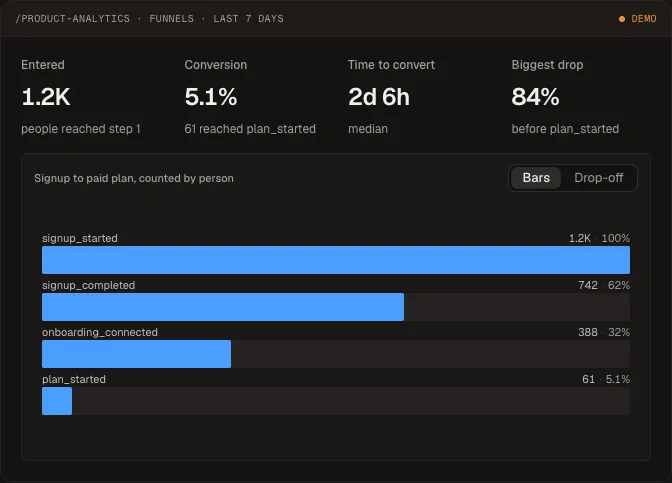 /PRODUCT-ANALYTICS · FUNNELS · LAST 7 DAYS
DEMO
Entered
1.2K
people reached step 1
Conversion
5.1%
61 reached plan_started
Time to convert
2d 6h
median
Biggest drop
84%
before plan_started
Signup to paid plan, counted by person
Bars
Drop-off
signup_started 1.2K · 100%
signup_completed 742 · 62%
onboarding_connected 388 · 32%
plan_started 61 · 5.1%